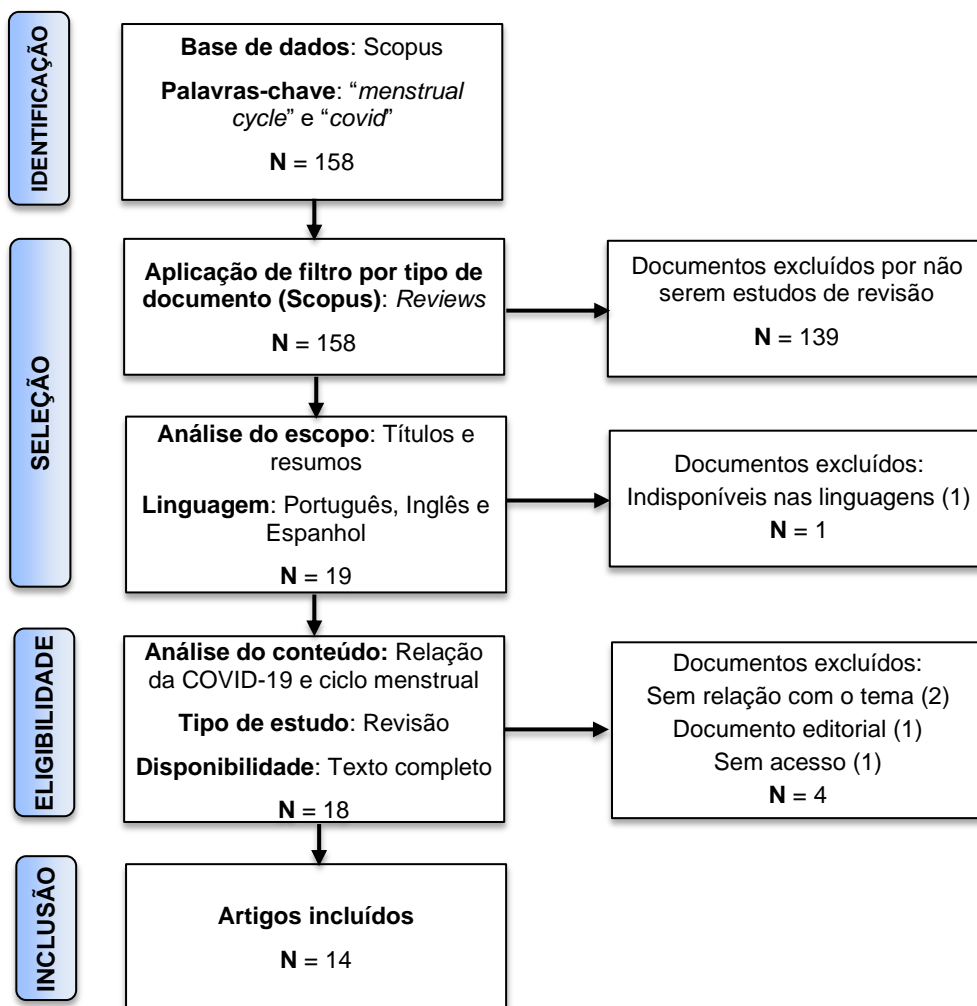 IDENTIFICAÇÃO
Base de dados: Scopus
Palavras-chave: “menstrual
cycle” e “covid”
N = 158
SELEÇÃO
Aplicação de filtro por tipo de
documento (Scopus): Reviews
N = 158
Documentos excluídos por não
serem estudos de revisão
N = 139
Análise do escopo: Títulos e
resumos
Linguagem: Português, Inglês e
Espanhol
N = 19
Documentos excluídos:
Indisponíveis nas linguagens (1)
N = 1
ELIGIBILIDADE
Análise do conteúdo: Relação
da COVID-19 e ciclo menstrual
Tipo de estudo: Revisão
Disponibilidade: Texto completo
N = 18
Documentos excluídos:
Sem relação com o tema (2)
Documento editorial (1)
Sem acesso (1)
N = 4
INCLUSÃO
Artigos incluídos
N = 14